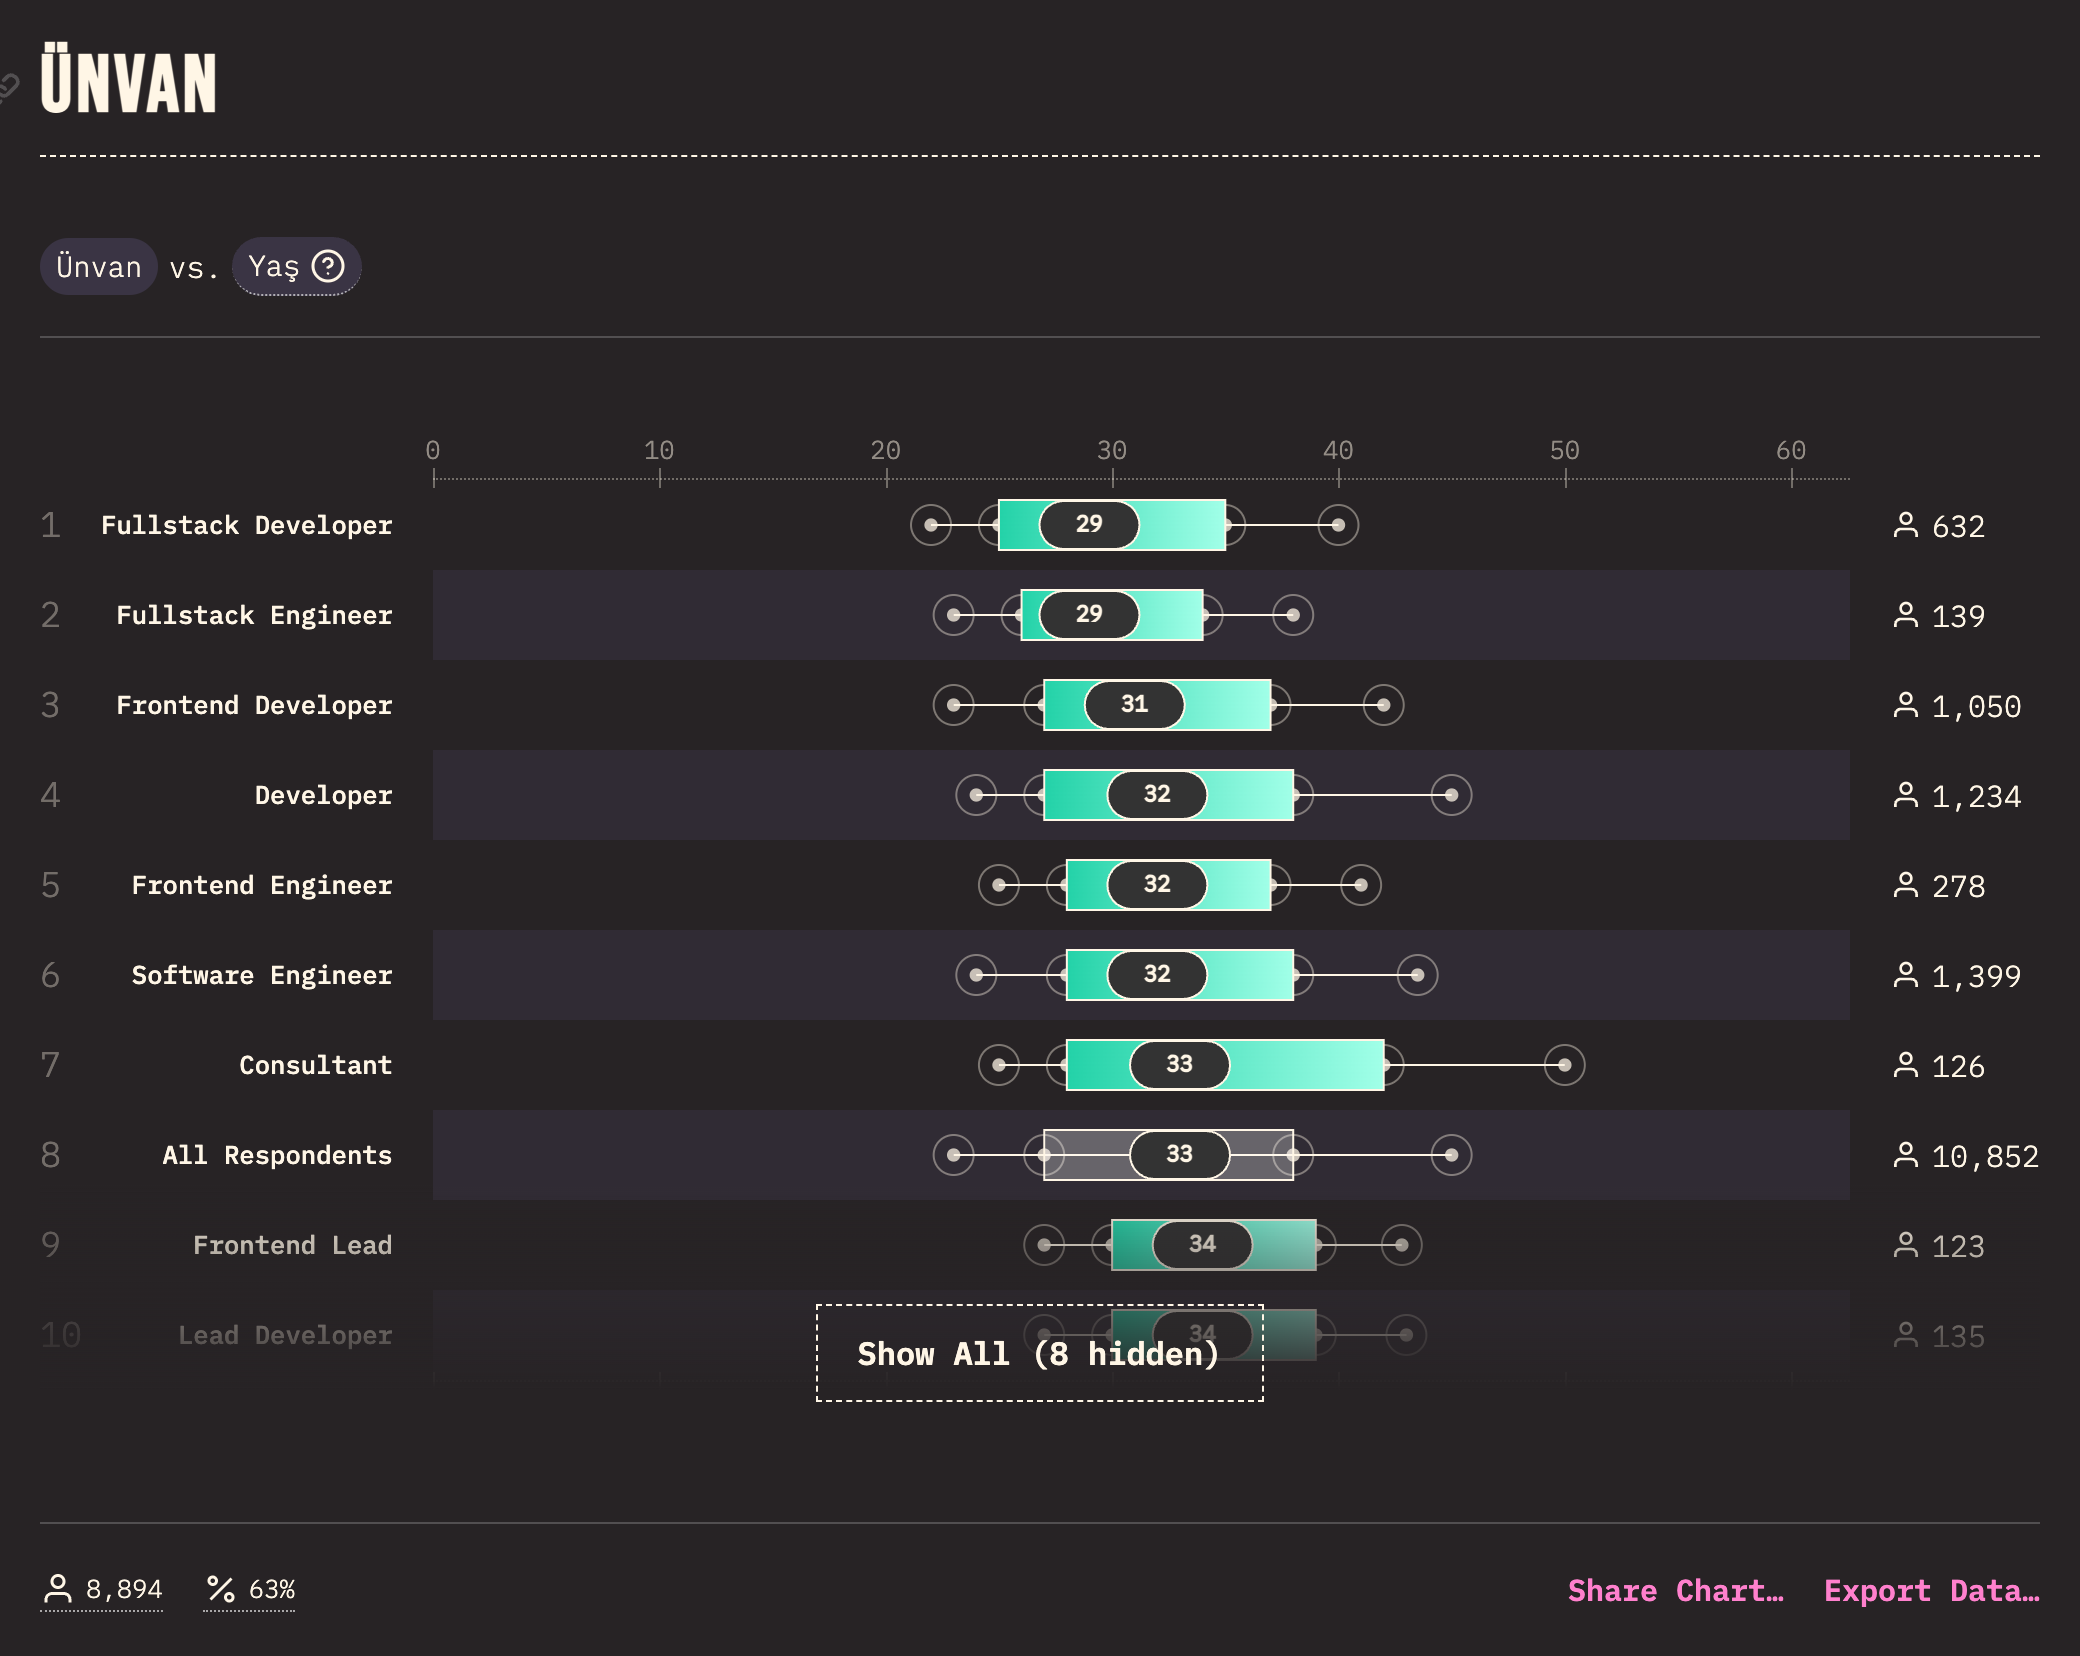 ÜNVAN
Ünvan vs. Yaş
0 10 20 30 40 50 60
1 Fullstack Developer 29 632
2 Fullstack Engineer 29 139
3 Frontend Developer 31 1,050
4 Developer 32 1,234
5 Frontend Engineer 32 278
6 Software Engineer 32 1,399
7 Consultant 33 126
8 All Respondents 33 10,852
9 Frontend Lead 34 123
10 Lead Developer 34 135
Show All (8 hidden)
8,894 63% Share Chart… Export Data…